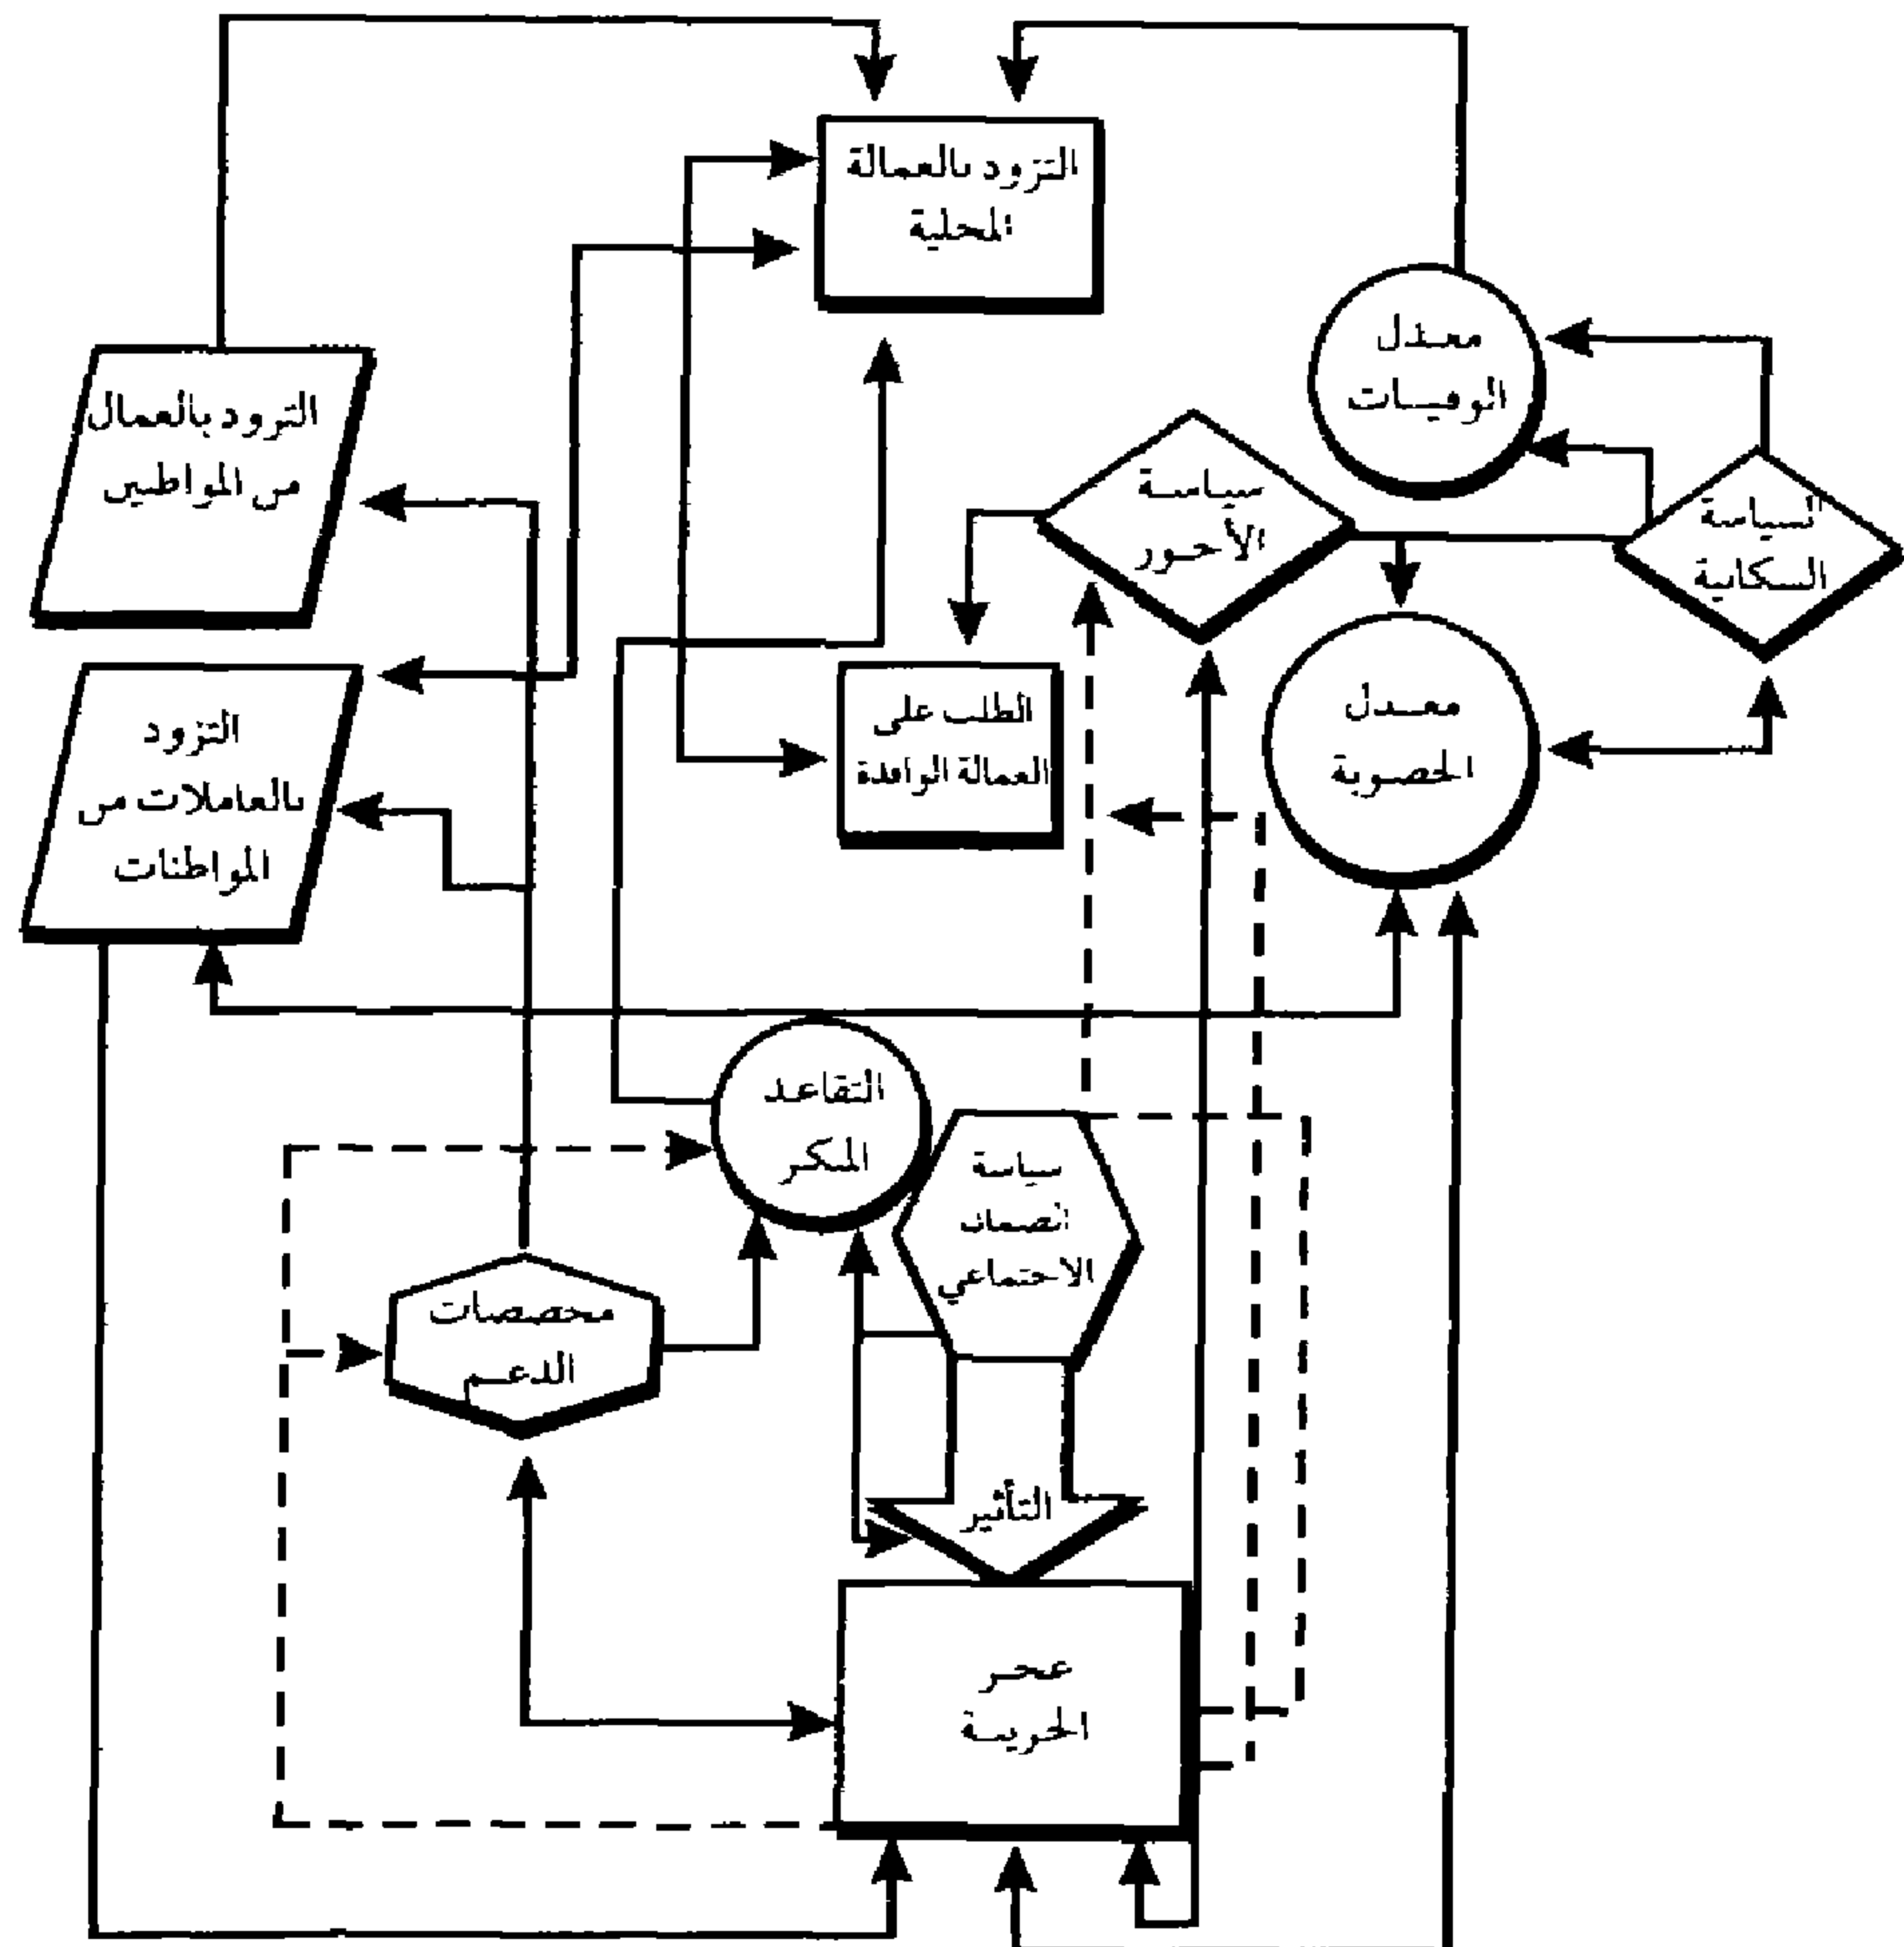 التزود بالعمالة
المحلية
معدل
الوفيات
التزود بالعمال
من المواطنين
سياسة
الأجور
السياسة
السكانية
التزود
بالعاملات من
المواطنات
الطلب على
العمالة الوافدة
معدل
الخصوبة
التقاعد
المبكر
سياسة
الضمان
الاجتماعي
مخصصات
الدعم
التأثير
عجز